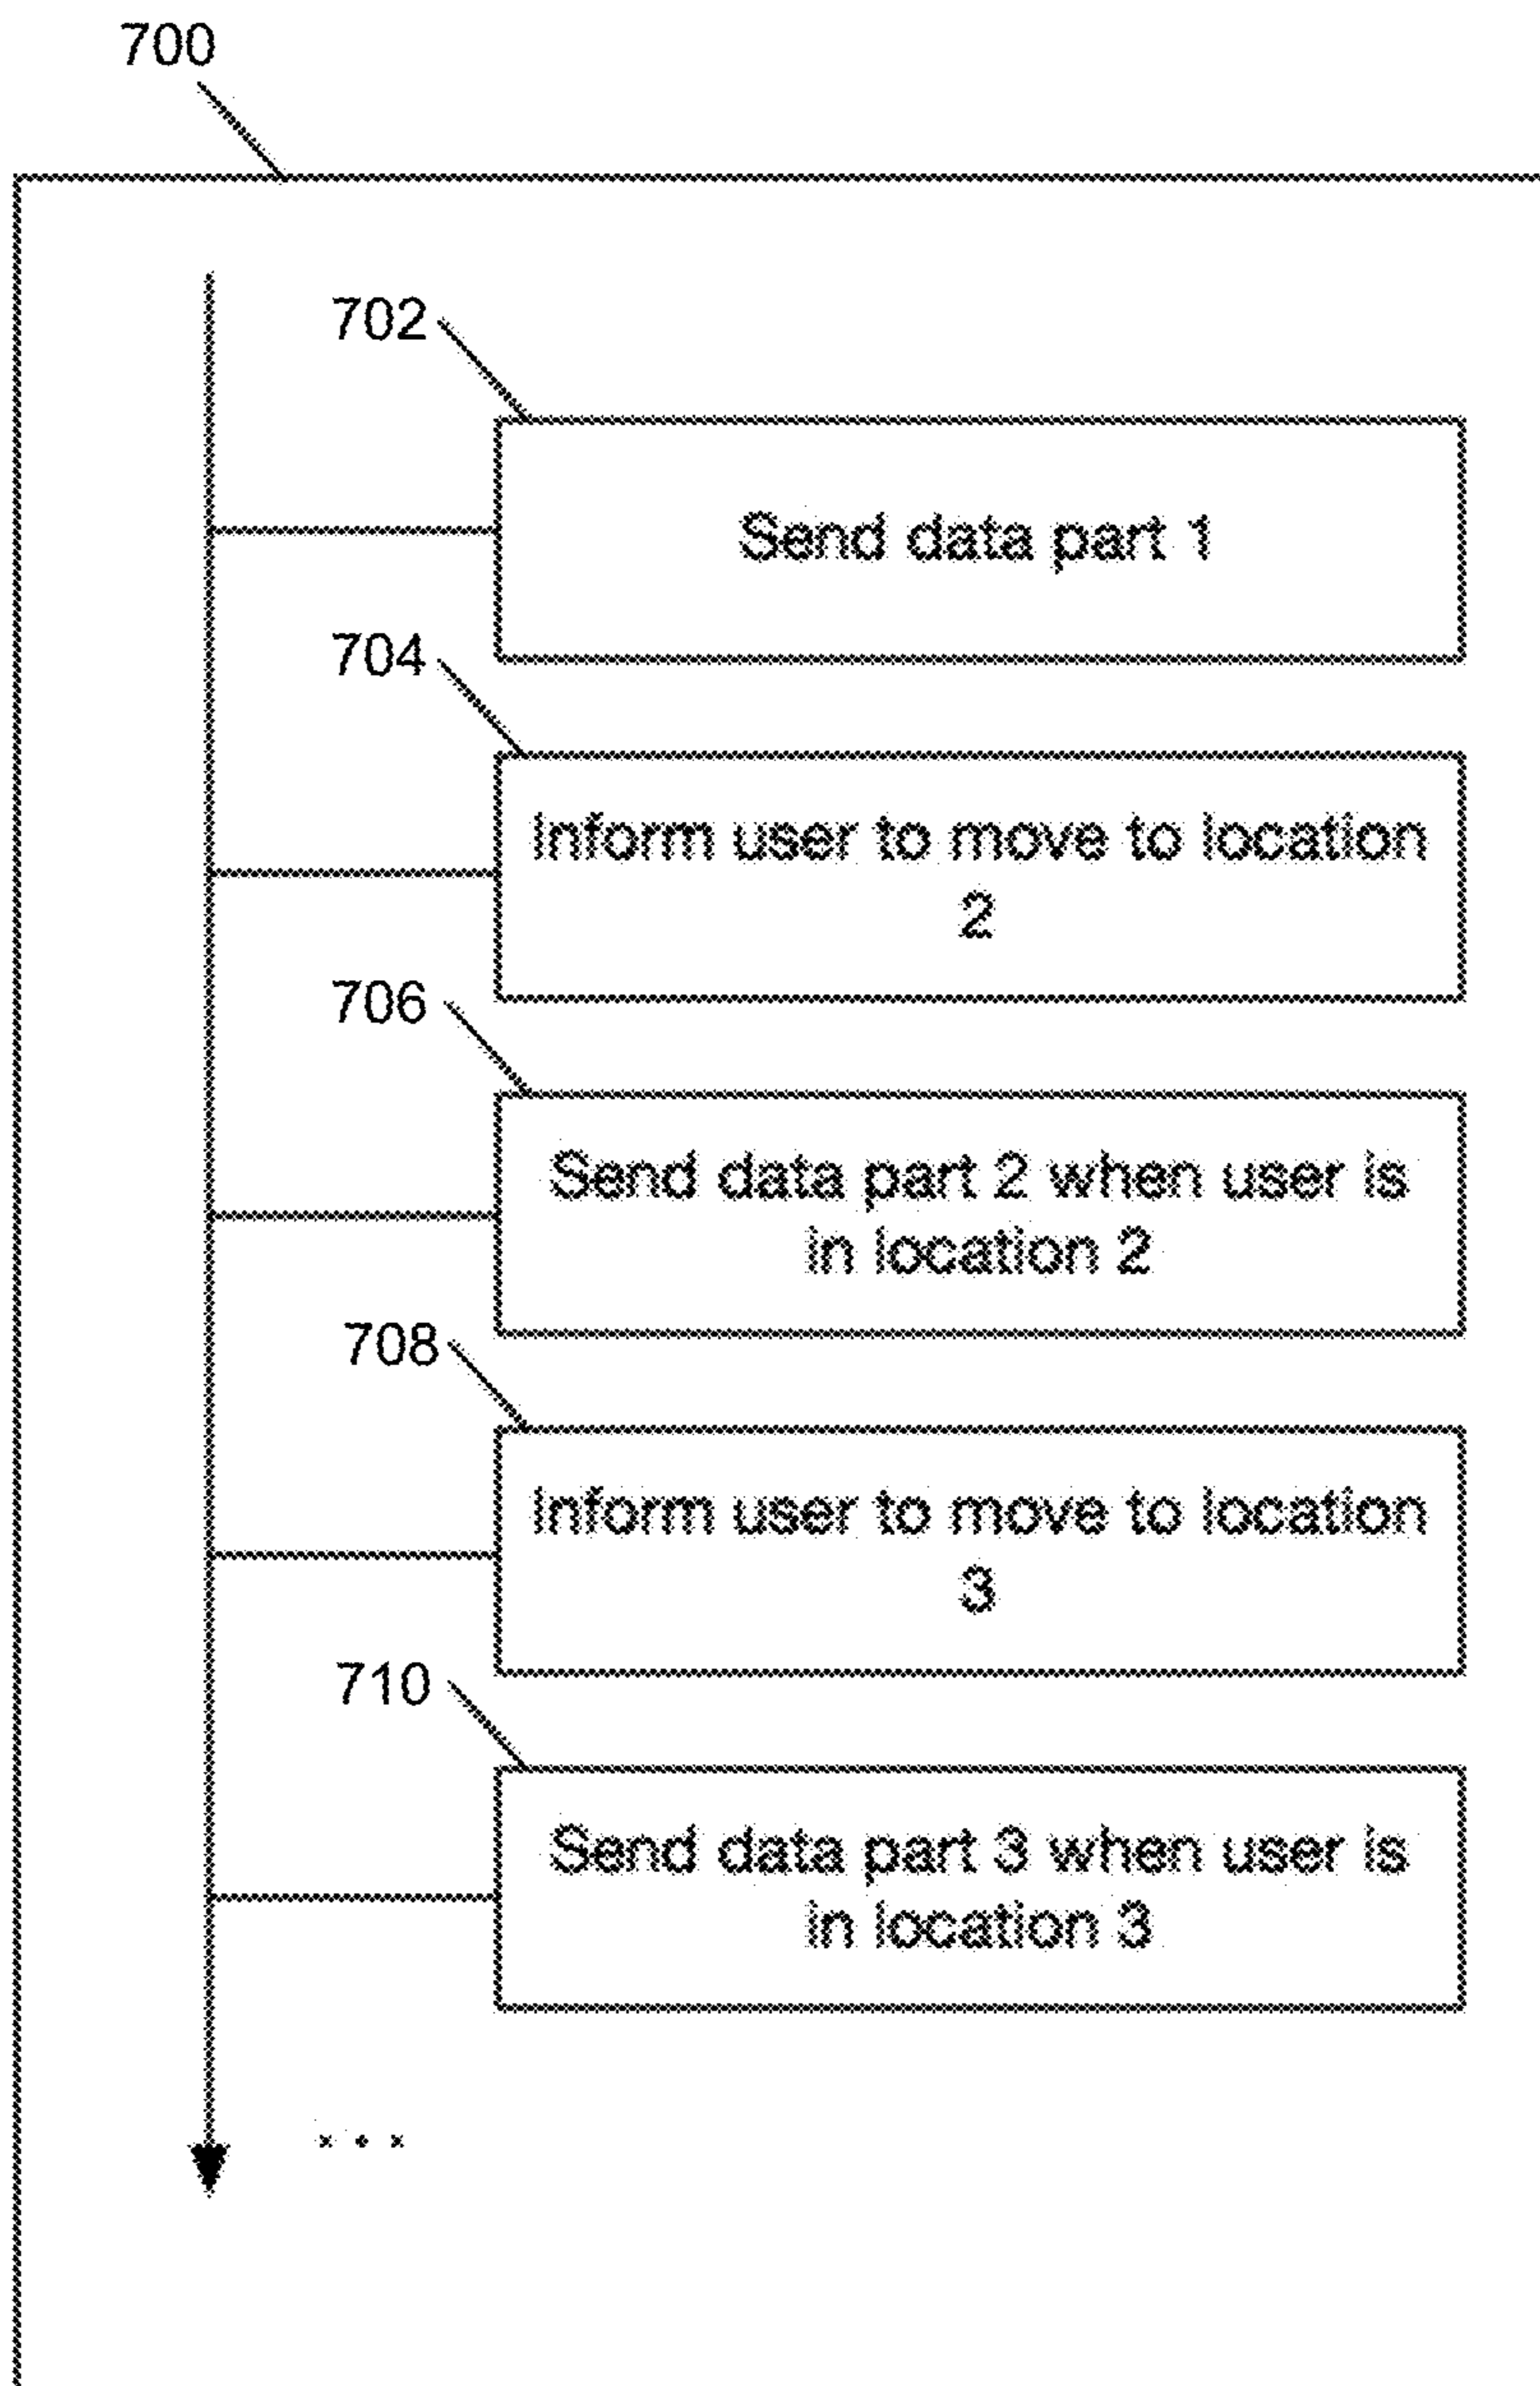 700
702
Send data part 1
704
Inform user to move to location
2
706
Send data part 2 when user is
in location 2
708
Inform user to move to location
3
710
Send data part 3 when user is
in location 3
...